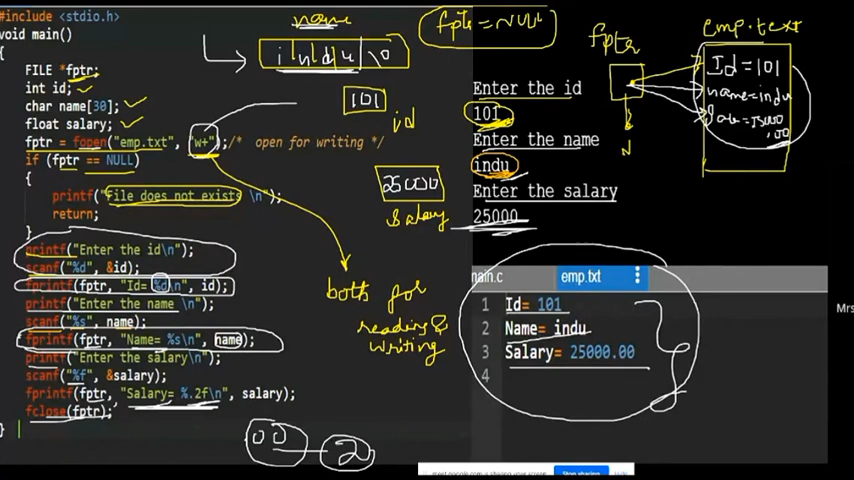 #include <stdio.h>
void main()
{
FILE *fptr;
int id;
char name[30];
float salary;
fptr = fopen("emp.txt", "w+");/* open for writing */
if (fptr == NULL)
{
printf("File does not exists \n");
return;
}
printf("Enter the id\n");
scanf("%d", &id);
fprintf(fptr, "Id= %d\n", id);
printf("Enter the name \n");
scanf("%s", name);
fprintf(fptr, "Name= %s\n", name);
printf("Enter the salary\n");
scanf("%f", &salary);
fprintf(fptr, "Salary= %.2f\n", salary);
fclose(fptr);
}
name
i n d u \0
101
id
25000
Salary
both for
reading &
writing
00
2
fptr = NULL
Enter the id
101
Enter the name
indu
Enter the salary
25000
fptr
N
emp.text
Id=101
name=indu
.00
main.c
emp.txt
1 Id= 101
2 Name= indu
3 Salary= 25000.00
4
Mrs
Stop sharing